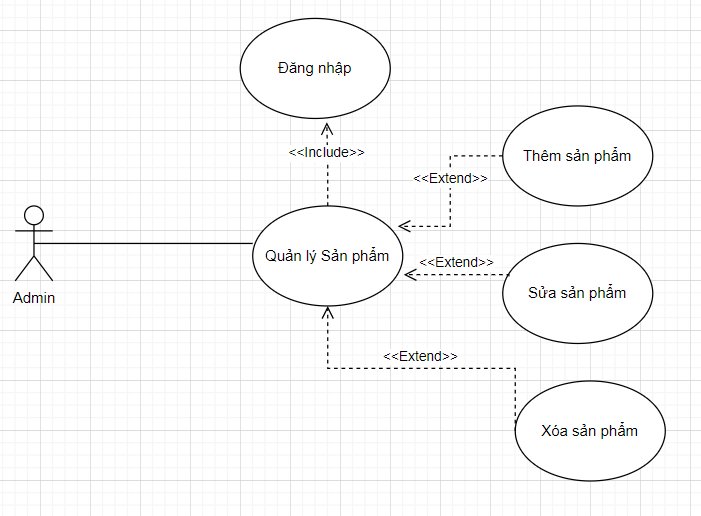 Đăng nhập
<<Include>>
Thêm sản phẩm
<<Extend>>
Quản lý Sản phẩm
<<Extend>>
Sửa sản phẩm
Admin
<<Extend>>
Xóa sản phẩm